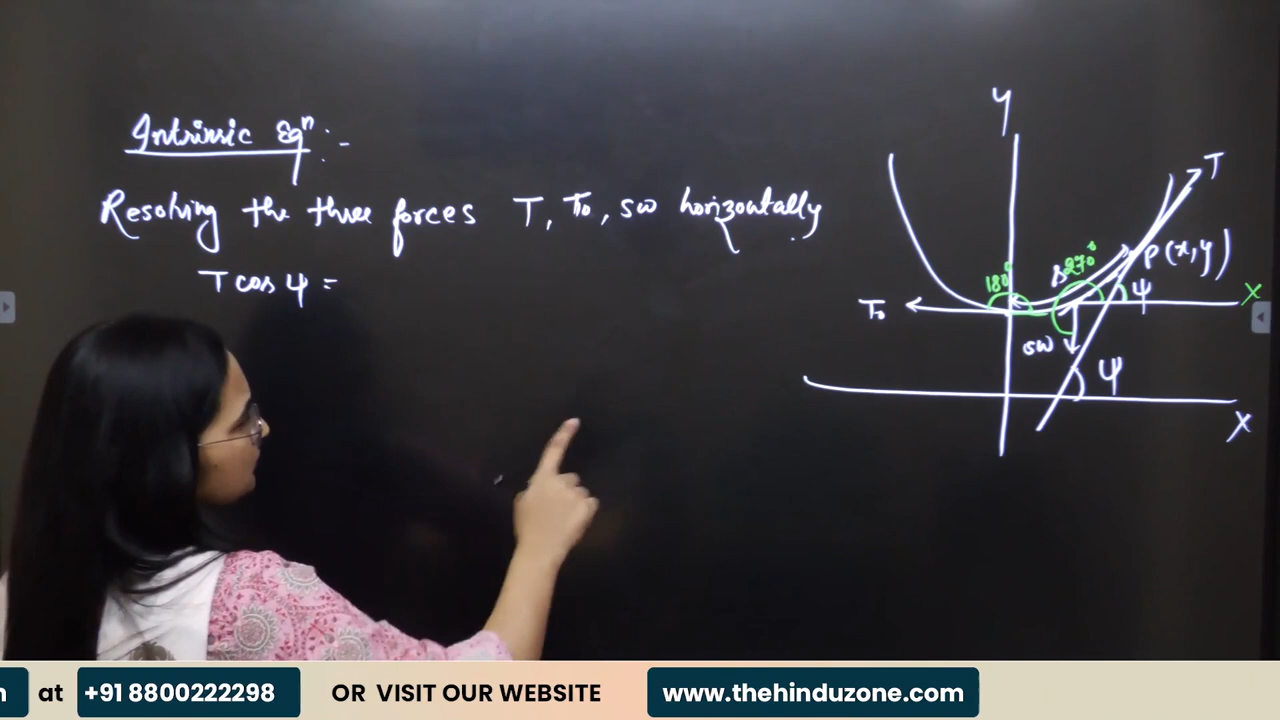 Intrinsic Eqⁿ :-
Resolving the three forces T, T₀, sw horizontally.
T cos ψ =
y
T
P(x,y)
270°
180°
s
ψ
X
T₀
sw
ψ
X
at +91 8800222298 OR VISIT OUR WEBSITE www.thehinduzone.com